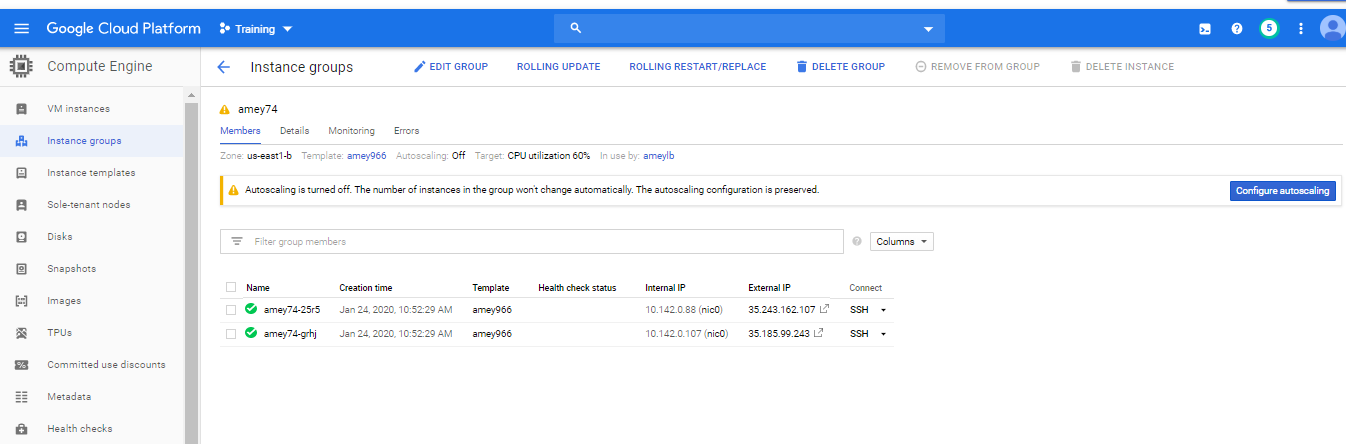 Google Cloud Platform Training 5
Compute Engine
Instance groups EDIT GROUP ROLLING UPDATE ROLLING RESTART/REPLACE DELETE GROUP REMOVE FROM GROUP DELETE INSTANCE
VM instances
Instance groups
Instance templates
Sole-tenant nodes
Disks
Snapshots
Images
TPUs
Committed use discounts
Metadata
Health checks
amey74
Members Details Monitoring Errors
Zone: us-east1-b Template: amey966 Autoscaling: Off Target: CPU utilization 60% In use by: ameylb
Autoscaling is turned off. The number of instances in the group won't change automatically. The autoscaling configuration is preserved. Configure autoscaling
Filter group members Columns
Name Creation time Template Health check status Internal IP External IP Connect
amey74-25r5 Jan 24, 2020, 10:52:29 AM amey966 10.142.0.88 (nic0) 35.243.162.107 SSH
amey74-grhj Jan 24, 2020, 10:52:29 AM amey966 10.142.0.107 (nic0) 35.185.99.243 SSH